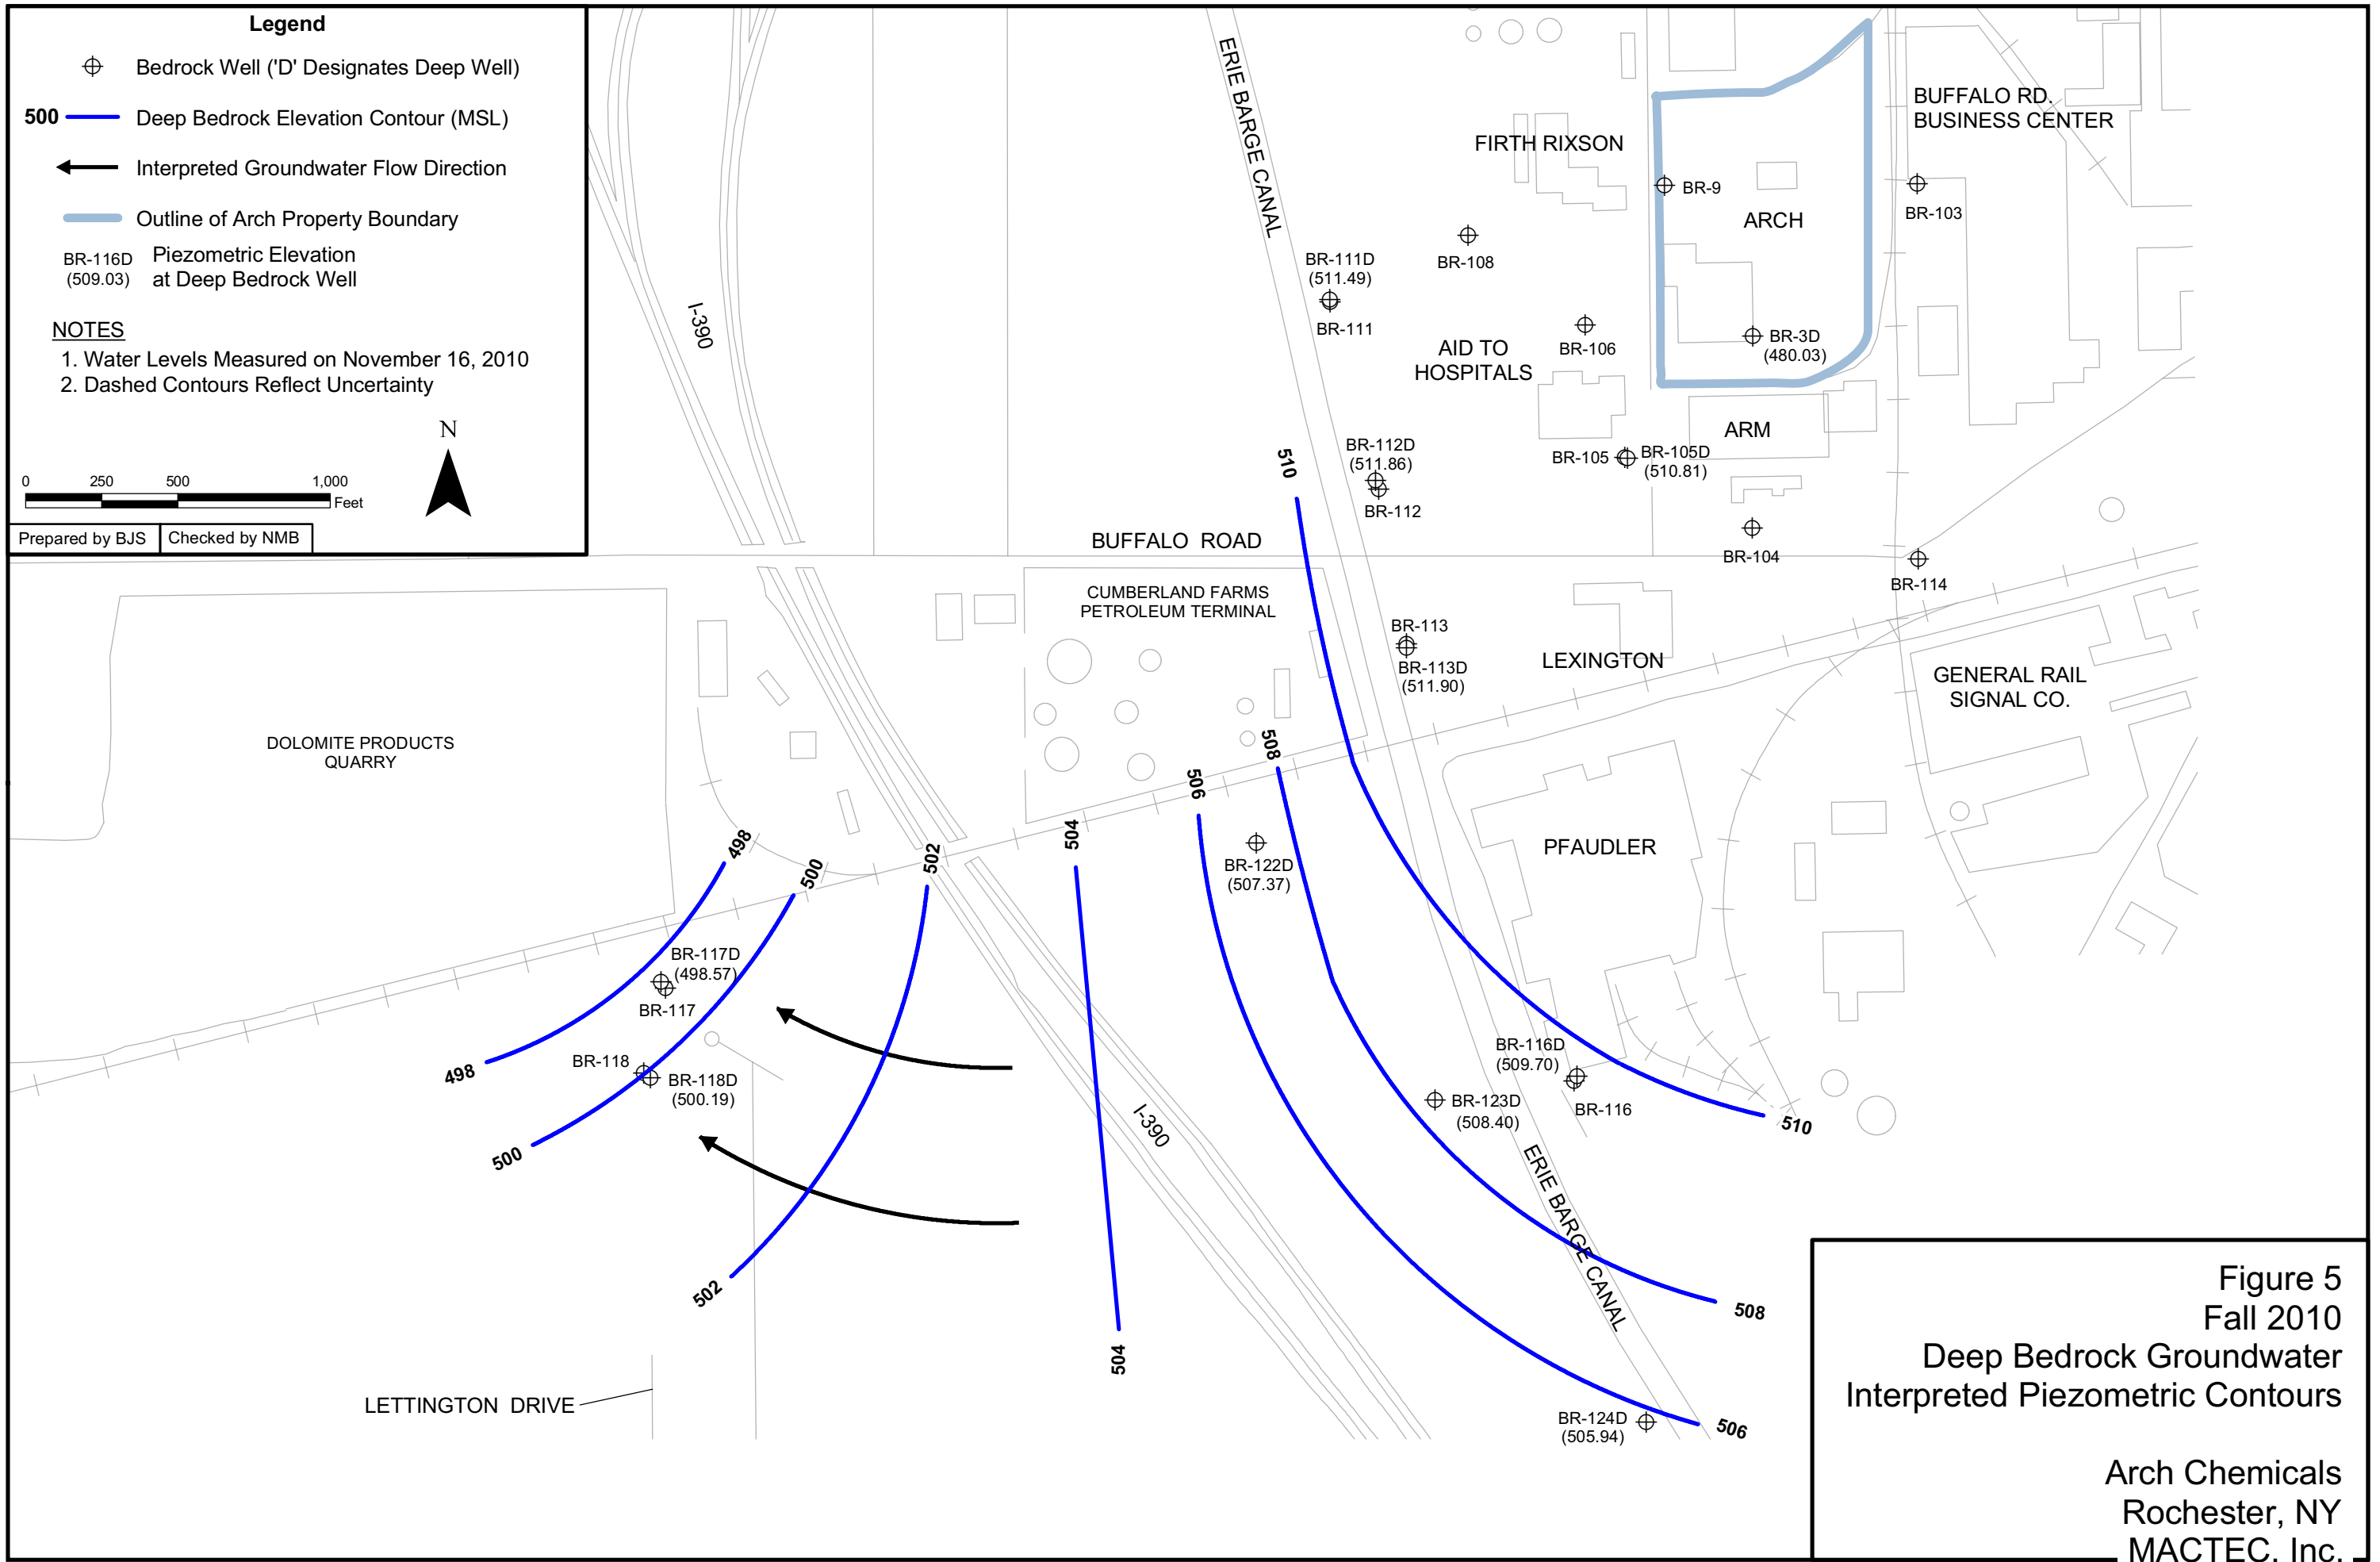 Legend
Bedrock Well ('D' Designates Deep Well)
500 Deep Bedrock Elevation Contour (MSL)
Interpreted Groundwater Flow Direction
Outline of Arch Property Boundary
BR-116D
(509.03)
Piezometric Elevation
at Deep Bedrock Well
NOTES
1. Water Levels Measured on November 16, 2010
2. Dashed Contours Reflect Uncertainty
N
0 250 500 1,000
Feet
Prepared by BJS
Checked by NMB
I-390
ERIE BARGE CANAL
FIRTH RIXSON
BUFFALO RD.
BUSINESS CENTER
BR-9
ARCH
BR-103
BR-108
BR-111D
(511.49)
BR-111
BR-106
BR-3D
(480.03)
AID TO
HOSPITALS
ARM
BR-112D
(511.86)
BR-112
BR-105
BR-105D
(510.81)
510
BR-104
BR-114
BUFFALO ROAD
CUMBERLAND FARMS
PETROLEUM TERMINAL
BR-113
BR-113D
(511.90)
LEXINGTON
GENERAL RAIL
SIGNAL CO.
DOLOMITE PRODUCTS
QUARRY
508
506
504
502
500
498
BR-122D
(507.37)
PFAUDLER
BR-117D
(498.57)
BR-117
BR-118
BR-118D
(500.19)
498
500
502
504
I-390
BR-116D
(509.70)
BR-116
BR-123D
(508.40)
510
ERIE BARGE CANAL
508
506
BR-124D
(505.94)
LETTINGTON DRIVE
Figure 5
Fall 2010
Deep Bedrock Groundwater
Interpreted Piezometric Contours
Arch Chemicals
Rochester, NY
MACTEC, Inc.